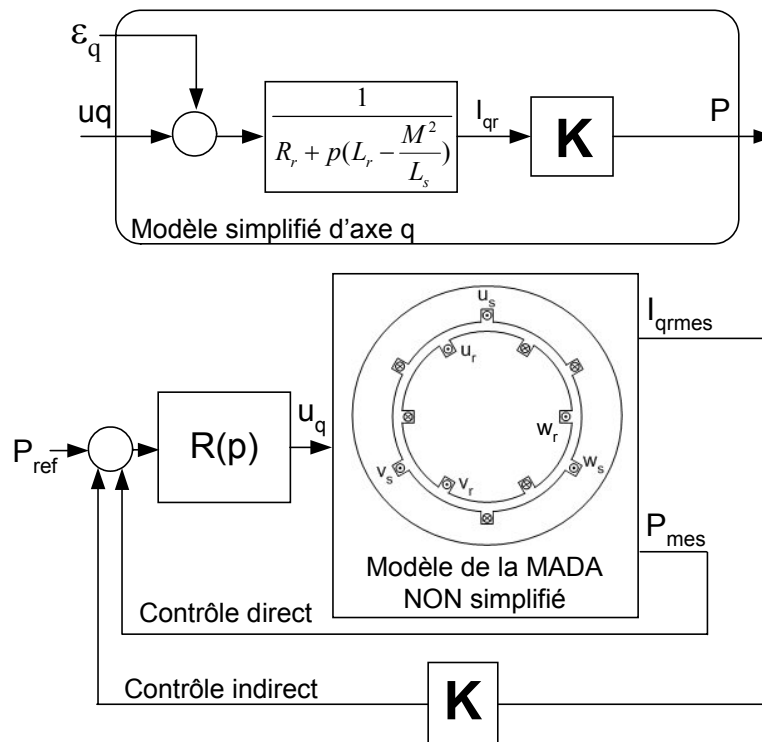 ε_q
uq
1
R_r + p(L_r - M² / L_s)
I_qr
K
P
Modèle simplifié d'axe q
P_ref
R(p)
u_q
u_s
u_r
w_r
v_s
v_r
w_s
I_qrmes
P_mes
Modèle de la MADA
NON simplifié
Contrôle direct
Contrôle indirect
K